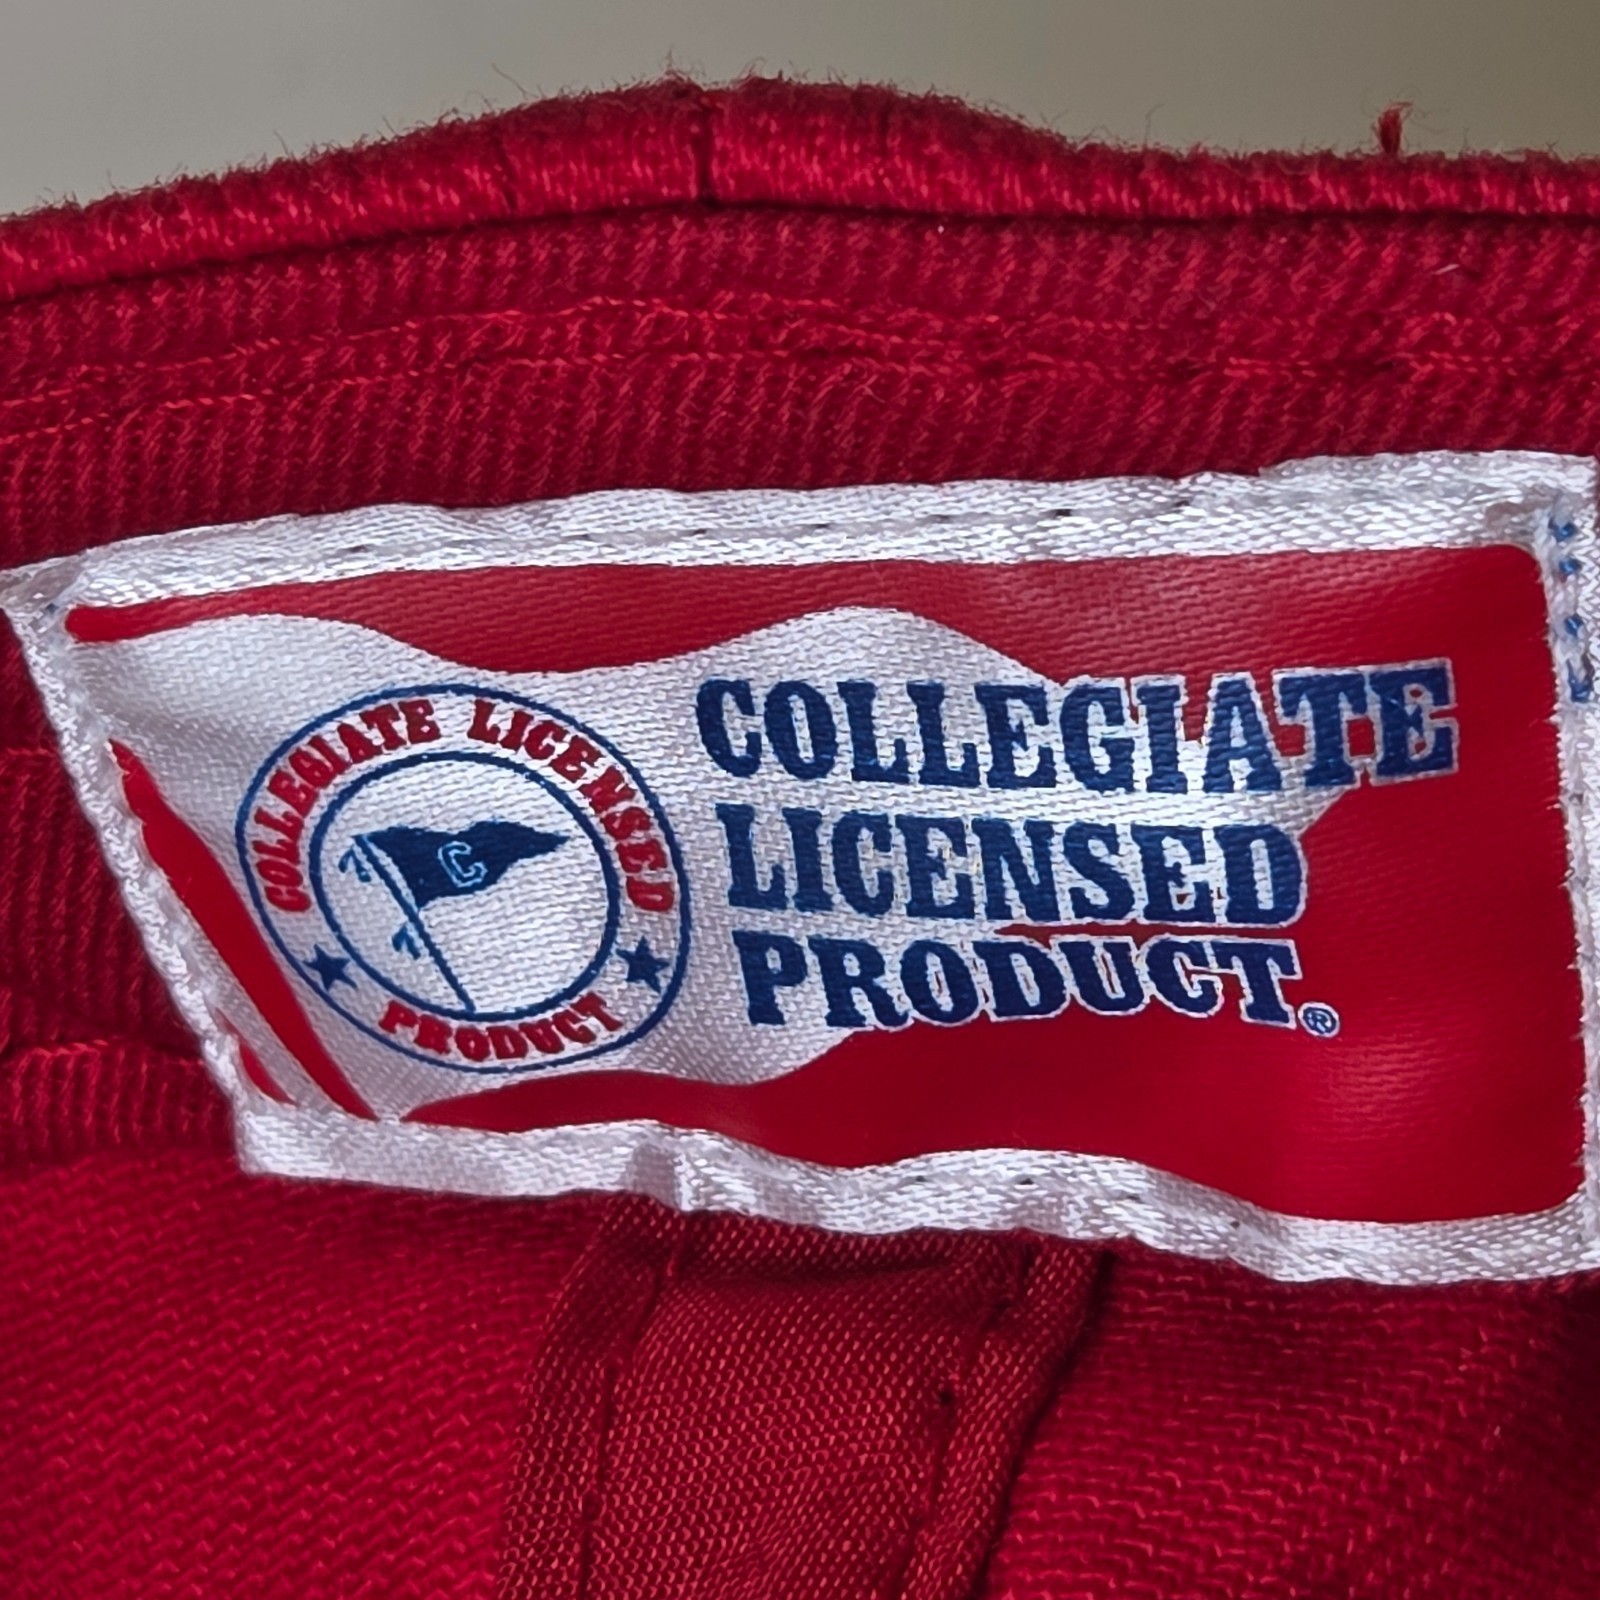 COLLEGIATE LICENSED
C
PRODUCT
COLLEGIATE
LICENSED
PRODUCT®